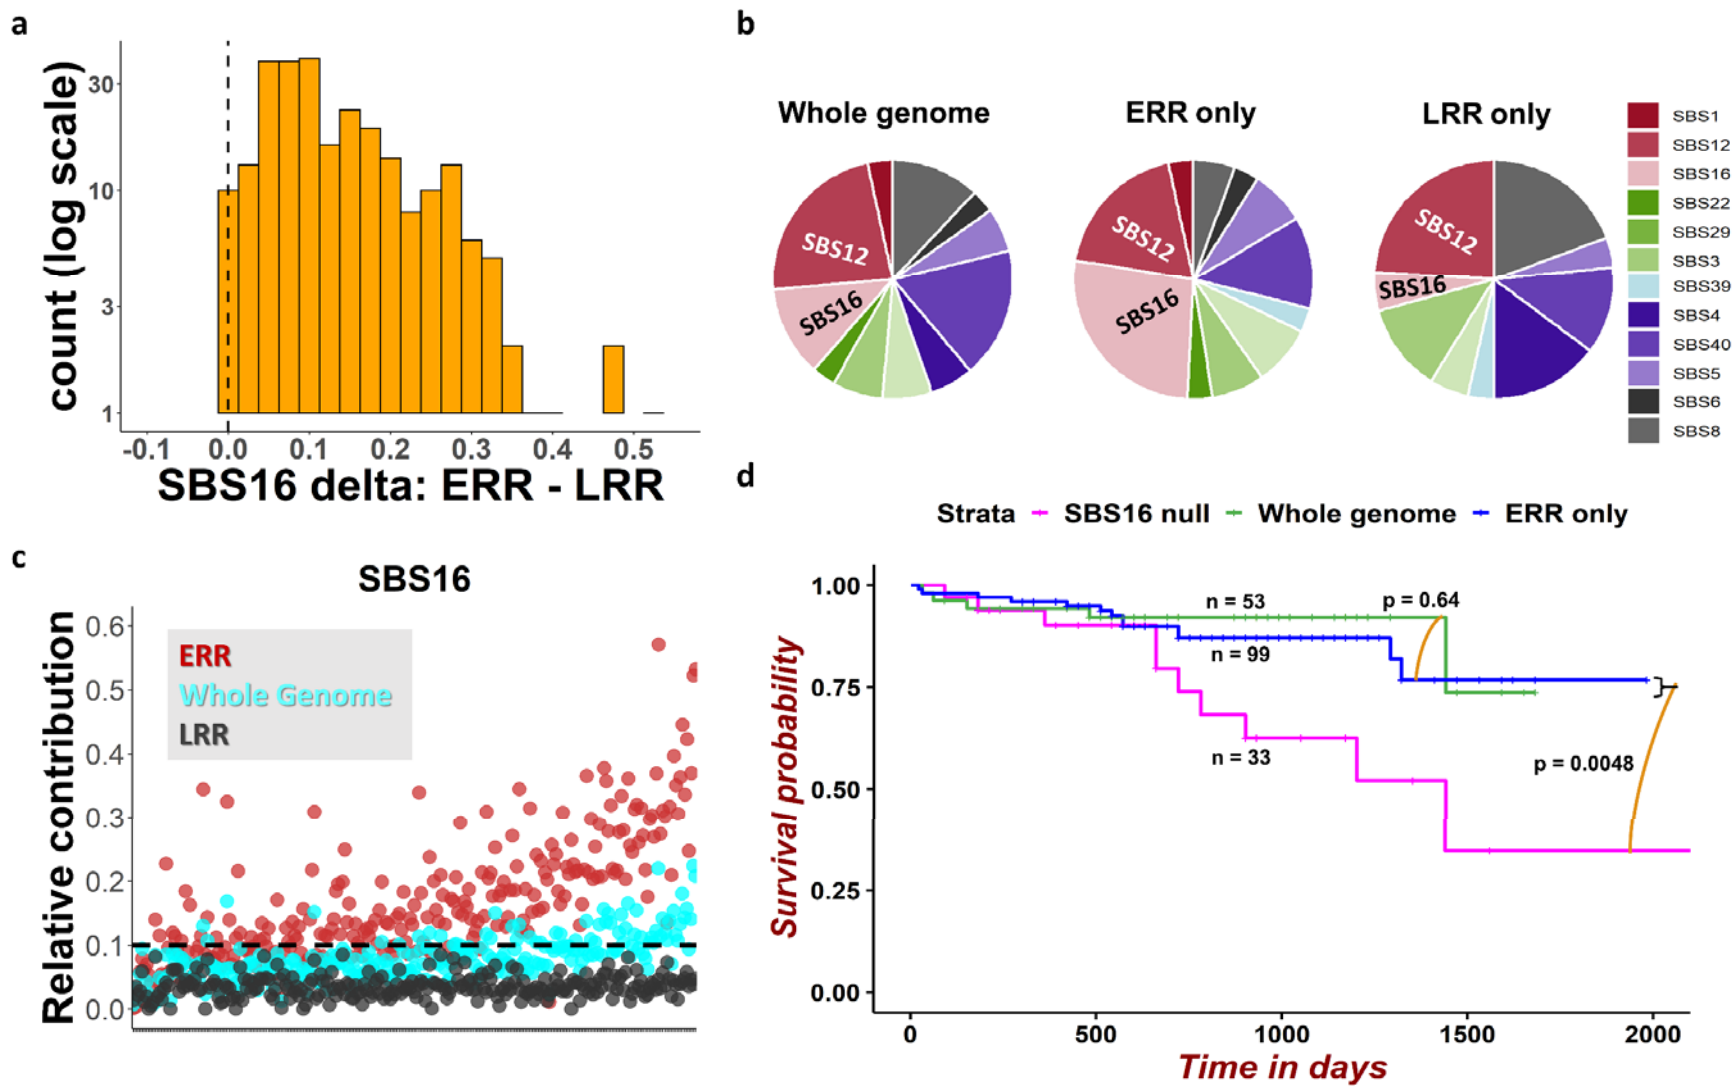 a
count (log scale)
30
10
3
1
-0.1
0.0
0.1
0.2
0.3
0.4
0.5
SBS16 delta: ERR - LRR
b
Whole genome
ERR only
LRR only
SBS12
SBS16
SBS12
SBS16
SBS12
SBS16
SBS1
SBS12
SBS16
SBS22
SBS29
SBS3
SBS39
SBS4
SBS40
SBS5
SBS6
SBS8
c
SBS16
Relative contribution
0.6
0.5
0.4
0.3
0.2
0.1
0.0
ERR
Whole Genome
LRR
d
Strata SBS16 null Whole genome ERR only
Survival probability
1.00
0.75
0.50
0.25
0.00
n = 53
p = 0.64
n = 99
n = 33
p = 0.0048
0
500
1000
1500
2000
Time in days